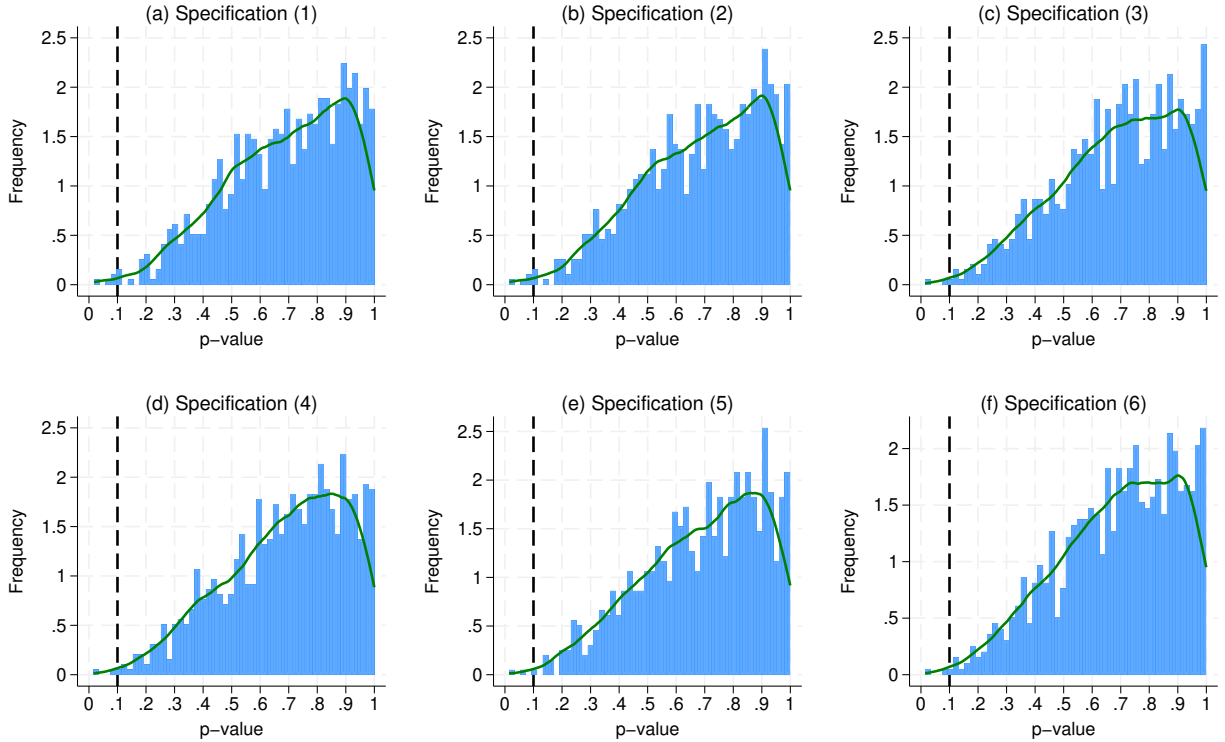 (a) Specification (1)
Frequency
2.5
2
1.5
1
.5
0
0 .1 .2 .3 .4 .5 .6 .7 .8 .9 1
p−value
(b) Specification (2)
Frequency
2.5
2
1.5
1
.5
0
0 .1 .2 .3 .4 .5 .6 .7 .8 .9 1
p−value
(c) Specification (3)
Frequency
2.5
2
1.5
1
.5
0
0 .1 .2 .3 .4 .5 .6 .7 .8 .9 1
p−value
(d) Specification (4)
Frequency
2.5
2
1.5
1
.5
0
0 .1 .2 .3 .4 .5 .6 .7 .8 .9 1
p−value
(e) Specification (5)
Frequency
2.5
2
1.5
1
.5
0
0 .1 .2 .3 .4 .5 .6 .7 .8 .9 1
p−value
(f) Specification (6)
Frequency
2
1.5
1
.5
0
0 .1 .2 .3 .4 .5 .6 .7 .8 .9 1
p−value